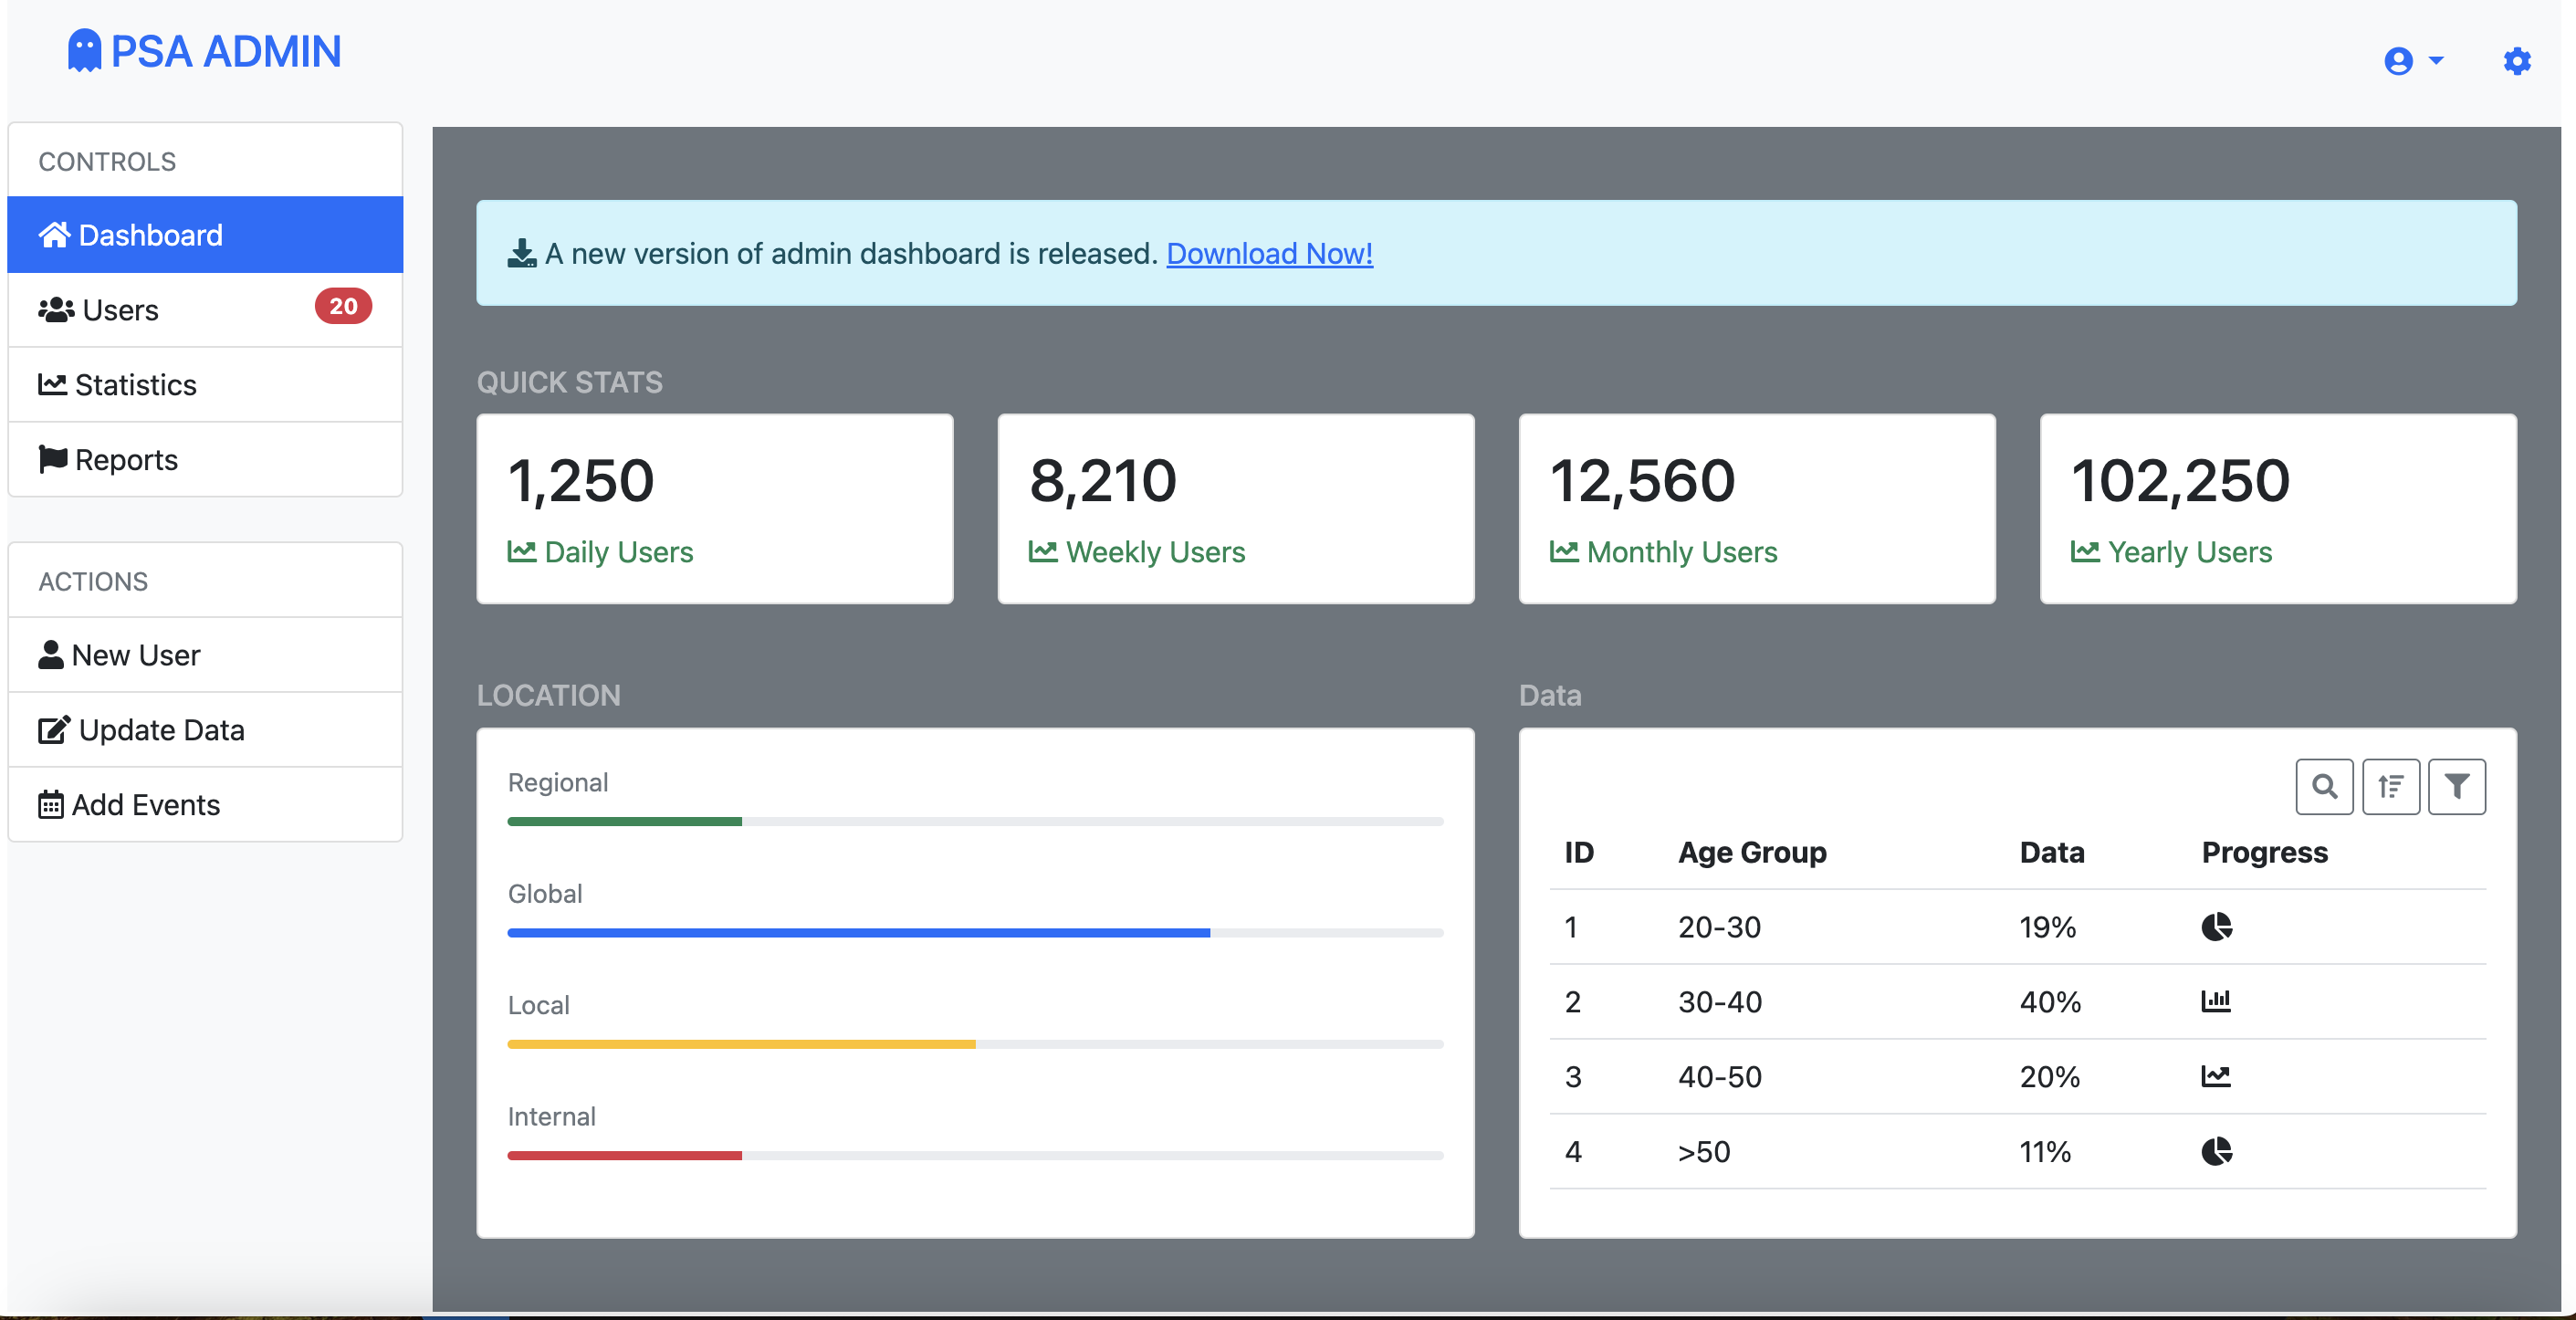 PSA ADMIN
CONTROLS
Dashboard
Users 20
Statistics
Reports
ACTIONS
New User
Update Data
Add Events
A new version of admin dashboard is released. Download Now!
QUICK STATS
1,250
Daily Users
8,210
Weekly Users
12,560
Monthly Users
102,250
Yearly Users
LOCATION
Regional
Global
Local
Internal
Data
ID Age Group Data Progress
1 20-30 19%
2 30-40 40%
3 40-50 20%
4 >50 11%